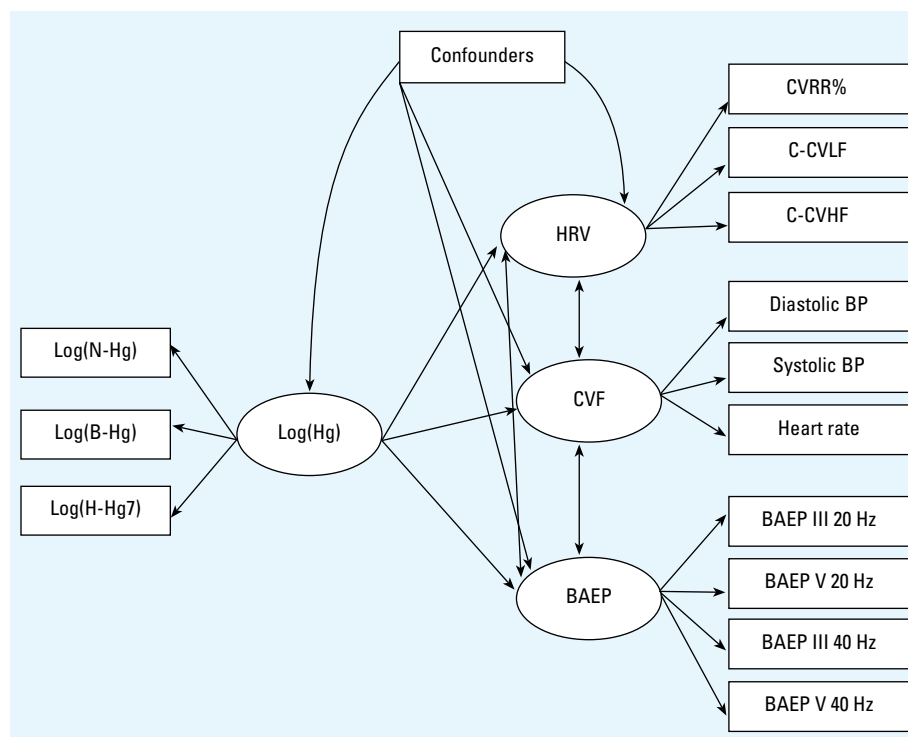 Confounders
CVRR%
C-CVLF
C-CVHF
HRV
Diastolic BP
Systolic BP
Heart rate
CVF
Log(N-Hg)
Log(B-Hg)
Log(H-Hg7)
Log(Hg)
BAEP III 20 Hz
BAEP V 20 Hz
BAEP III 40 Hz
BAEP V 40 Hz
BAEP